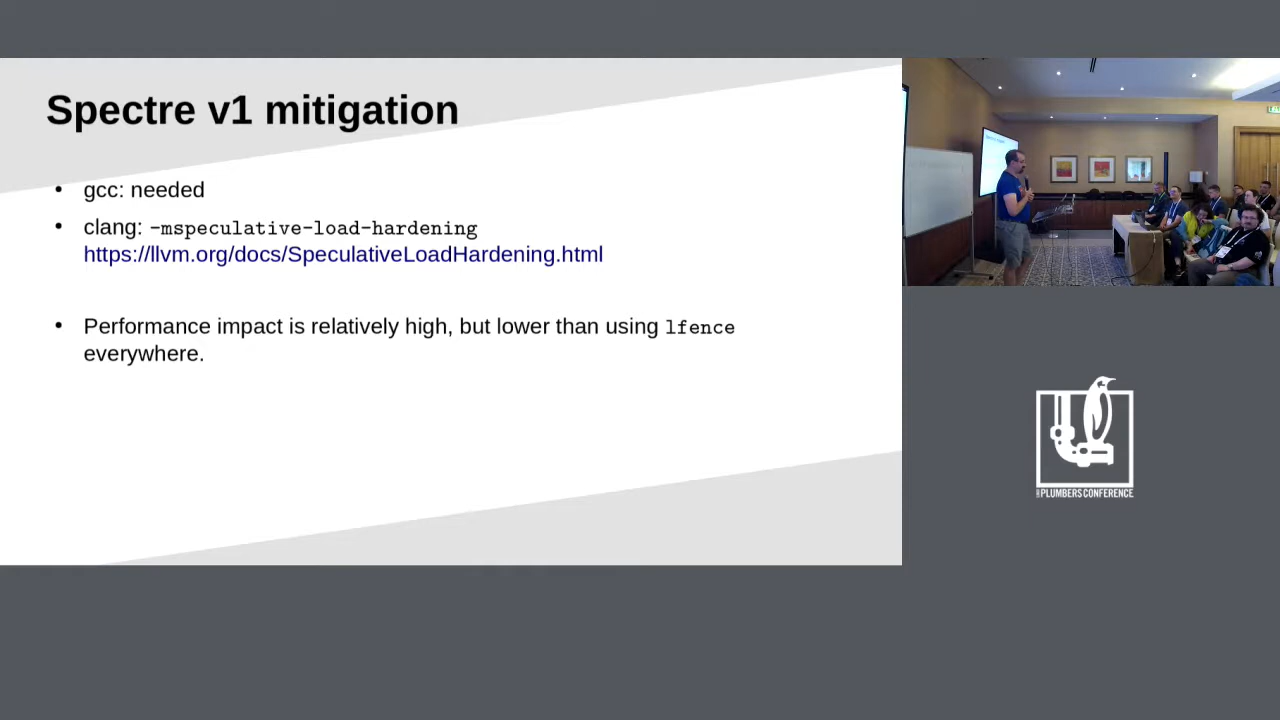 Spectre v1 mitigation
• gcc: needed
• clang: -mspeculative-load-hardening
https://llvm.org/docs/SpeculativeLoadHardening.html
• Performance impact is relatively high, but lower than using lfence
everywhere.
PLUMBERS CONFERENCE